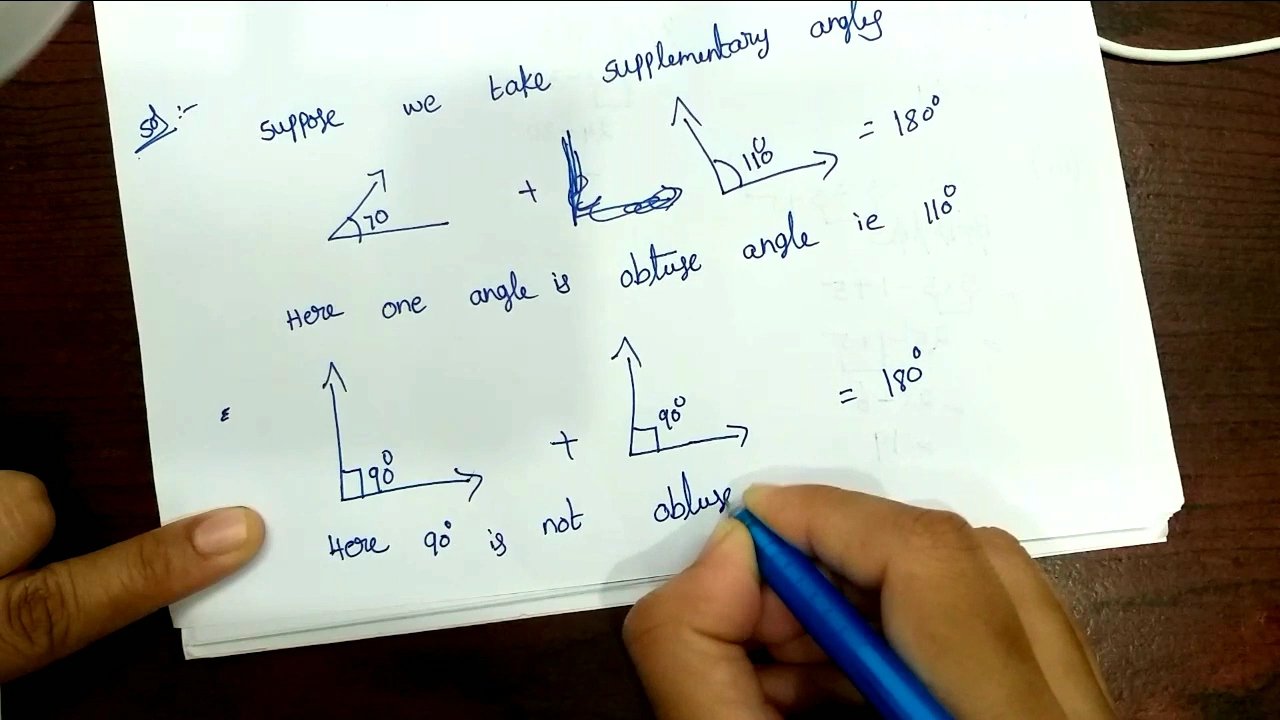 Sol :-
Suppose we take supplementary angles
70 + 110° = 180°
Here one angle is obtuse angle ie 110°
&
90° + 90° = 180°
Here 90° is not obtuse